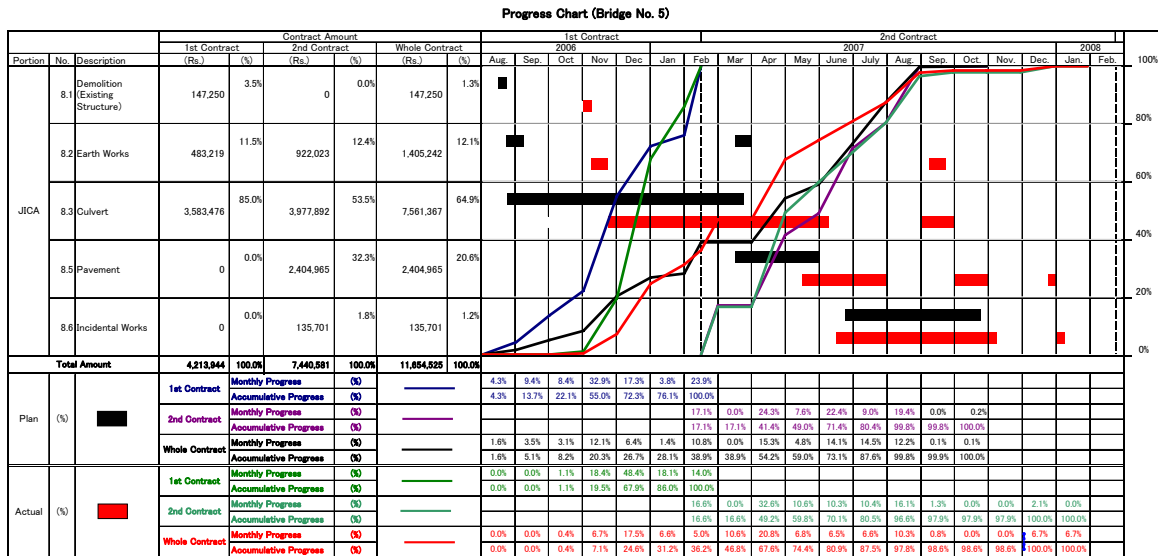 Progress Chart (Bridge No. 5)
Contract Amount 1st Contract 2nd Contract
1st Contract 2nd Contract Whole Contract 2006 2007 2008
Portion No. Description (Rs.) (%) (Rs.) (%) (Rs.) (%) Aug. Sep. Oct Nov Dec Jan Feb Mar Apr May June July Aug. Sep. Oct. Nov. Dec. Jan. Feb.
100%
80%
60%
40%
20%
0%
JICA
8.1 Demolition (Existing Structure) 147,250 3.5% 0 0.0% 147,250 1.3%
8.2 Earth Works 483,219 11.5% 922,023 12.4% 1,405,242 12.1%
8.3 Culvert 3,583,476 85.0% 3,977,892 53.5% 7,561,367 64.9%
8.5 Pavement 0 0.0% 2,404,965 32.3% 2,404,965 20.6%
8.6 Incidental Works 0 0.0% 135,701 1.8% 135,701 1.2%
Total Amount 4,213,944 100.0% 7,440,581 100.0% 11,654,525 100.0%
Plan (%)
1st Contract
Monthly Progress (%) 4.3% 9.4% 8.4% 32.9% 17.3% 3.8% 23.9%
Accumulative Progress (%) 4.3% 13.7% 22.1% 55.0% 72.3% 76.1% 100.0%
2nd Contract
Monthly Progress (%) 17.1% 0.0% 24.3% 7.6% 22.4% 9.0% 19.4% 0.0% 0.2%
Accumulative Progress (%) 17.1% 17.1% 41.4% 49.0% 71.4% 80.4% 99.8% 99.8% 100.0%
Whole Contract
Monthly Progress (%) 1.6% 3.5% 3.1% 12.1% 6.4% 1.4% 10.8% 0.0% 15.3% 4.8% 14.1% 14.5% 12.2% 0.1% 0.1%
Accumulative Progress (%) 1.6% 5.1% 8.2% 20.3% 26.7% 28.1% 38.9% 38.9% 54.2% 59.0% 73.1% 87.6% 99.8% 99.9% 100.0%
Actual (%)
1st Contract
Monthly Progress (%) 0.0% 0.0% 1.1% 18.4% 48.4% 18.1% 14.0%
Accumulative Progress (%) 0.0% 0.0% 1.1% 19.5% 67.9% 86.0% 100.0%
2nd Contract
Monthly Progress (%) 16.6% 0.0% 32.6% 10.6% 10.3% 10.4% 16.1% 1.3% 0.0% 0.0% 2.1% 0.0%
Accumulative Progress (%) 16.6% 16.6% 49.2% 59.8% 70.1% 80.5% 96.6% 97.9% 97.9% 97.9% 100.0% 100.0%
Whole Contract
Monthly Progress (%) 0.0% 0.0% 0.4% 6.7% 17.5% 6.6% 5.0% 10.6% 20.8% 6.8% 6.5% 6.6% 10.3% 0.8% 0.0% 0.0% 6.7% 6.7%
Accumulative Progress (%) 0.0% 0.0% 0.4% 7.1% 24.6% 31.2% 36.2% 46.8% 67.6% 74.4% 80.9% 87.5% 97.8% 98.6% 98.6% 98.6% 100.0% 100.0%